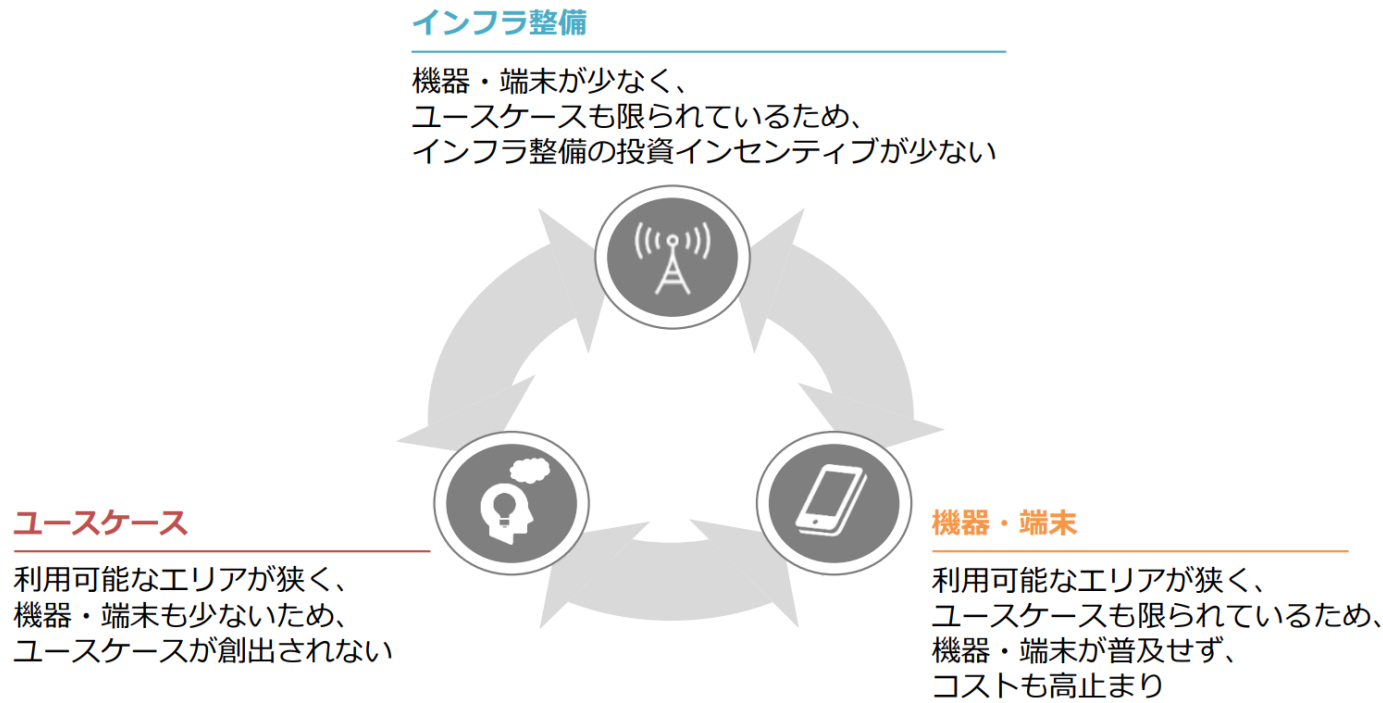 インフラ整備
機器・端末が少なく、
ユースケースも限られているため、
インフラ整備の投資インセンティブが少ない
ユースケース
利用可能なエリアが狭く、
機器・端末も少ないため、
ユースケースが創出されない
機器・端末
利用可能なエリアが狭く、
ユースケースも限られているため、
機器・端末が普及せず、
コストも高止まり